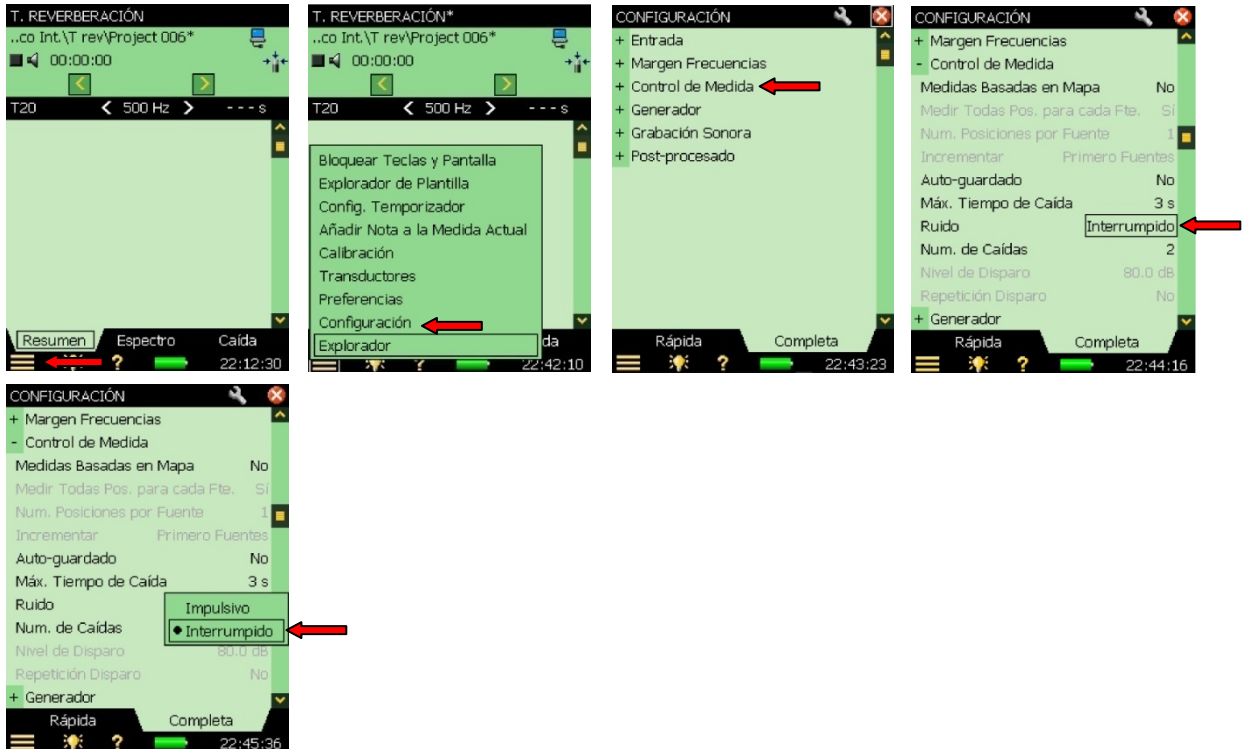 T. REVERBERACIÓN
..co Int.\T rev\Project 006*
00:00:00
< >
T20 < 500 Hz > - - - s
Resumen Espectro Caída
? 22:12:30
T. REVERBERACIÓN*
..co Int.\T rev\Project 006*
00:00:00
< >
T20 < 500 Hz > - - - s
Bloquear Teclas y Pantalla
Explorador de Plantilla
Config. Temporizador
Añadir Nota a la Medida Actual
Calibración
Transductores
Preferencias
Configuración
Explorador
da
? 22:42:10
CONFIGURACIÓN
+ Entrada
+ Margen Frecuencias
+ Control de Medida
+ Generador
+ Grabación Sonora
+ Post-procesado
Rápida Completa
? 22:43:23
CONFIGURACIÓN
+ Margen Frecuencias
- Control de Medida
Medidas Basadas en Mapa No
Medir Todas Pos. para cada Fte. Sí
Num. Posiciones por Fuente 1
Incrementar Primero Fuentes
Auto-guardado No
Máx. Tiempo de Caída 3 s
Ruido Interrumpido
Num. de Caídas 2
Nivel de Disparo 80.0 dB
Repetición Disparo No
+ Generador
Rápida Completa
? 22:44:16
CONFIGURACIÓN
+ Margen Frecuencias
- Control de Medida
Medidas Basadas en Mapa No
Medir Todas Pos. para cada Fte. Sí
Num. Posiciones por Fuente 1
Incrementar Primero Fuentes
Auto-guardado No
Máx. Tiempo de Caída 3 s
Ruido Impulsivo
Num. de Caídas Interrumpido
Nivel de Disparo 80.0 dB
Repetición Disparo No
+ Generador
Rápida Completa
? 22:45:36